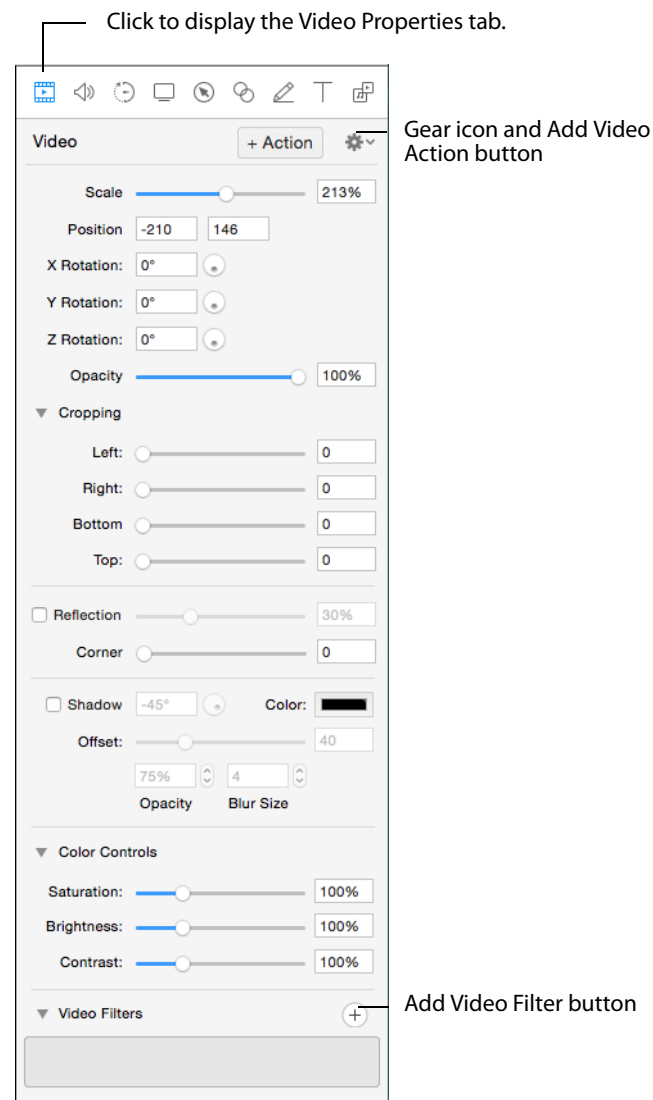 Click to display the Video Properties tab.
Video
+ Action
Gear icon and Add Video
Action button
Scale 213%
Position -210 146
X Rotation: 0°
Y Rotation: 0°
Z Rotation: 0°
Opacity 100%
Cropping
Left: 0
Right: 0
Bottom 0
Top: 0
Reflection 30%
Corner 0
Shadow -45° Color:
Offset: 40
75% 4
Opacity Blur Size
Color Controls
Saturation: 100%
Brightness: 100%
Contrast: 100%
Video Filters
Add Video Filter button